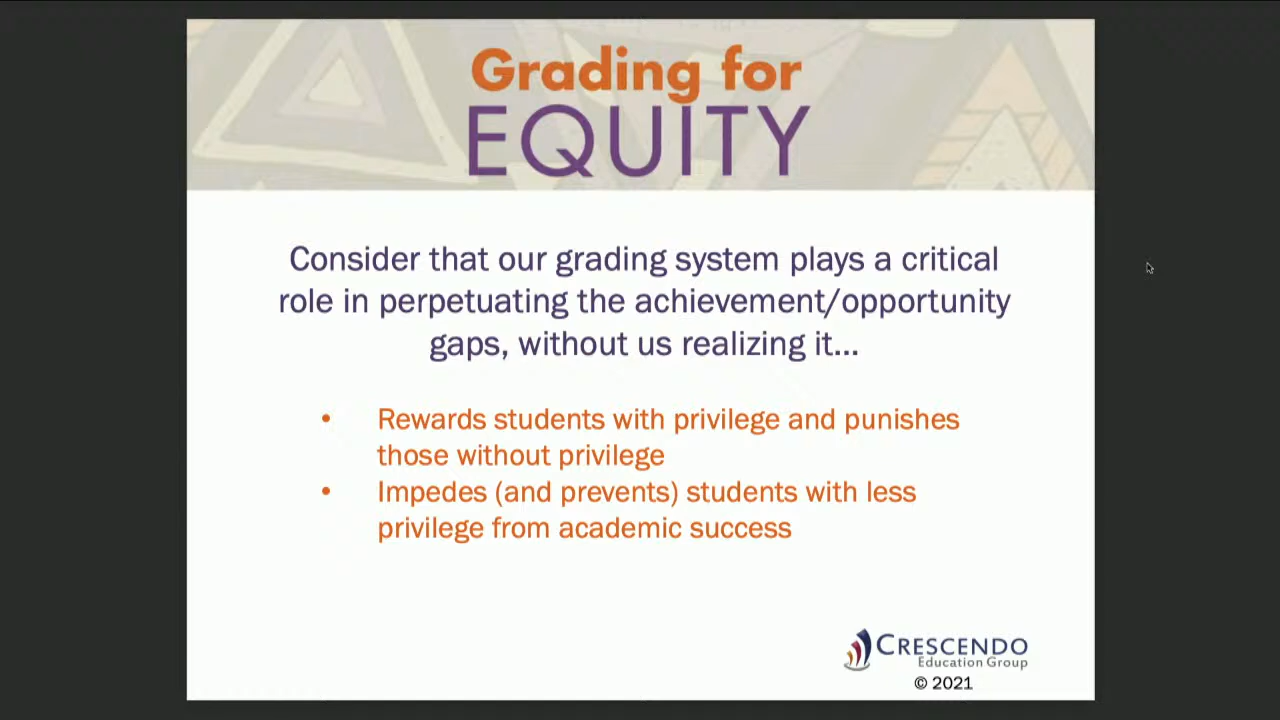 Grading for
EQUITY
Consider that our grading system plays a critical
role in perpetuating the achievement/opportunity
gaps, without us realizing it...
• Rewards students with privilege and punishes
those without privilege
• Impedes (and prevents) students with less
privilege from academic success
CRESCENDO
Education Group
© 2021